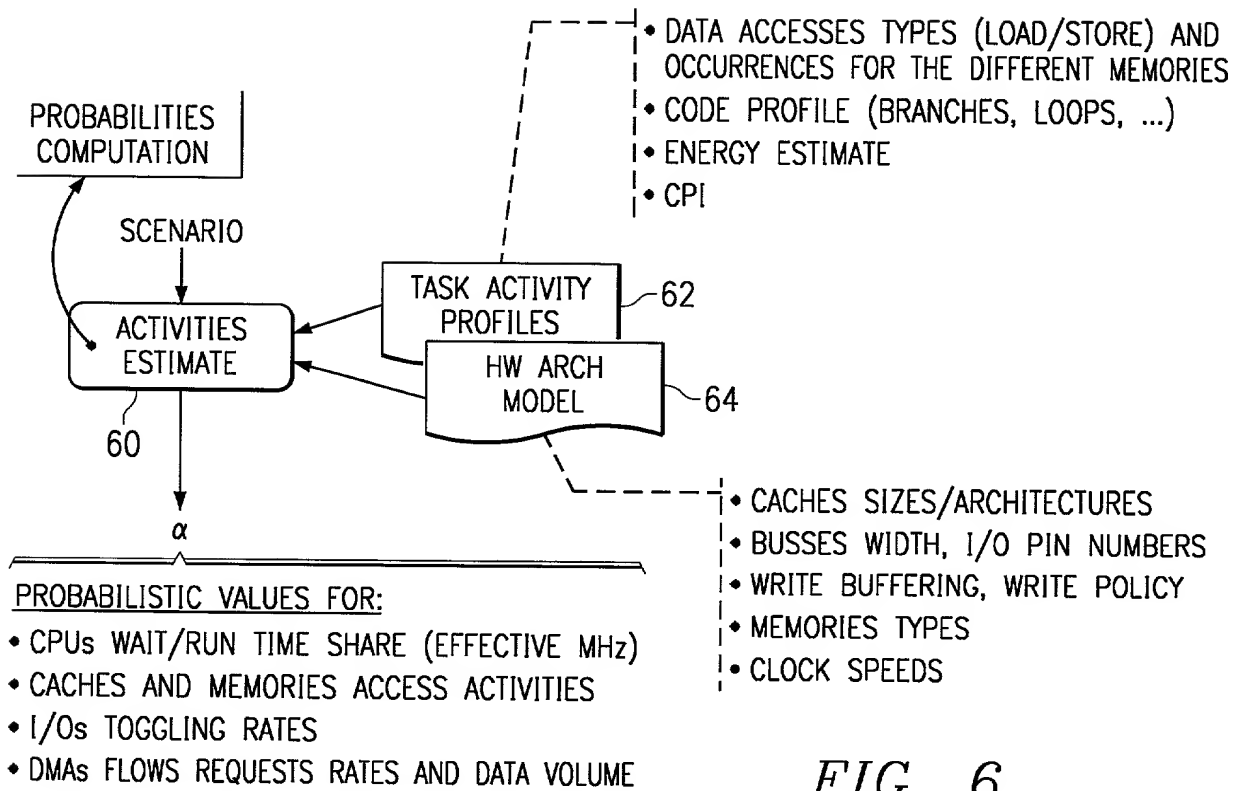 • DATA ACCESSES TYPES (LOAD/STORE) AND
OCCURRENCES FOR THE DIFFERENT MEMORIES
• CODE PROFILE (BRANCHES, LOOPS, ...)
• ENERGY ESTIMATE
• CPI
PROBABILITIES
COMPUTATION
SCENARIO
TASK ACTIVITY
PROFILES
62
ACTIVITIES
ESTIMATE
60
HW ARCH
MODEL
64
α
• CACHES SIZES/ARCHITECTURES
• BUSSES WIDTH, I/O PIN NUMBERS
• WRITE BUFFERING, WRITE POLICY
• MEMORIES TYPES
• CLOCK SPEEDS
PROBABILISTIC VALUES FOR:
• CPUs WAIT/RUN TIME SHARE (EFFECTIVE MHz)
• CACHES AND MEMORIES ACCESS ACTIVITIES
• I/Os TOGGLING RATES
• DMAs FLOWS REQUESTS RATES AND DATA VOLUME
FIG. 6